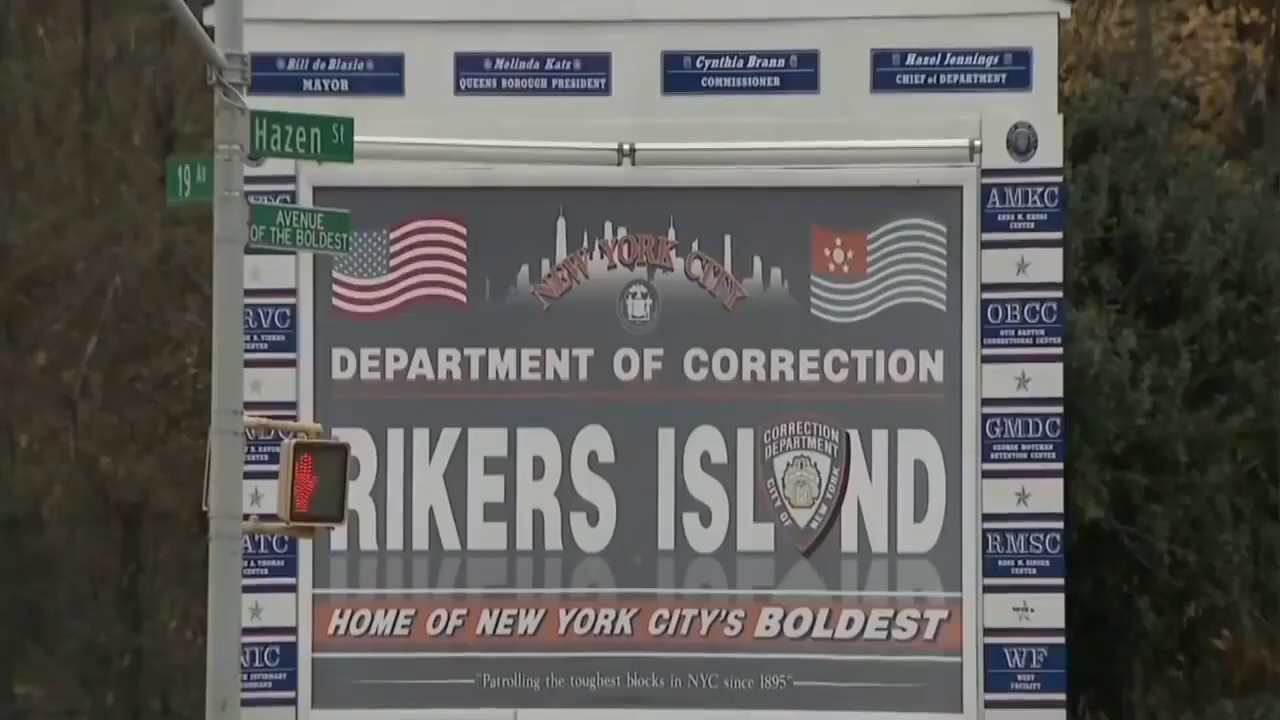 Bill de Blasio
MAYOR
Melinda Katz
QUEENS BOROUGH PRESIDENT
Cynthia Brann
COMMISSIONER
Hazel Jennings
CHIEF of DEPARTMENT
Hazen St
19 Av
AVENUE
OF THE BOLDEST
NEW YORK CITY
DEPARTMENT OF CORRECTION
RIKERS ISL ND
CORRECTION
DEPARTMENT
CITY OF
NEW YORK
HOME OF NEW YORK CITY'S BOLDEST
"Patrolling the toughest blocks in NYC since 1895"
RVC
CENTER
ATC
CENTER
NIC
AMKC
ANNA M. KROSS
CENTER
OBCC
OTIS BANTUM
CORRECTIONAL CENTER
GMDC
GEORGE MOTCHAN
DETENTION CENTER
RMSC
ROSE M. SINGER
CENTER
WF
WEST
FACILITY